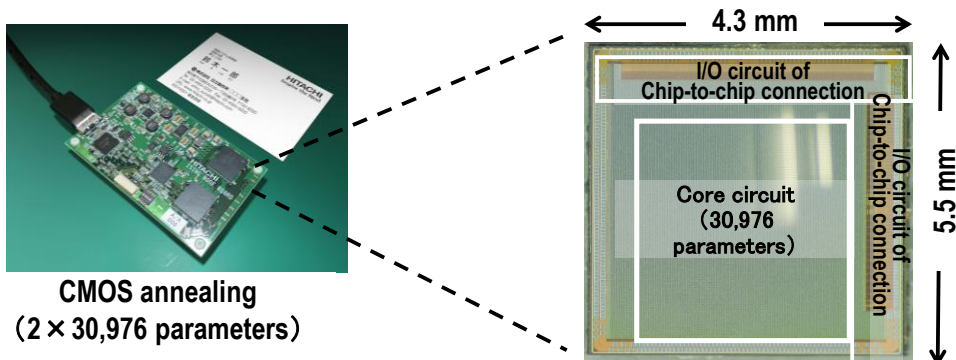 4.3 mm
I/O circuit of
Chip-to-chip connection
I/O circuit of
Chip-to-chip connection
5.5 mm
Core circuit
(30,976
parameters)
HITACHI
HITACHI
CMOS annealing
(2 × 30,976 parameters)